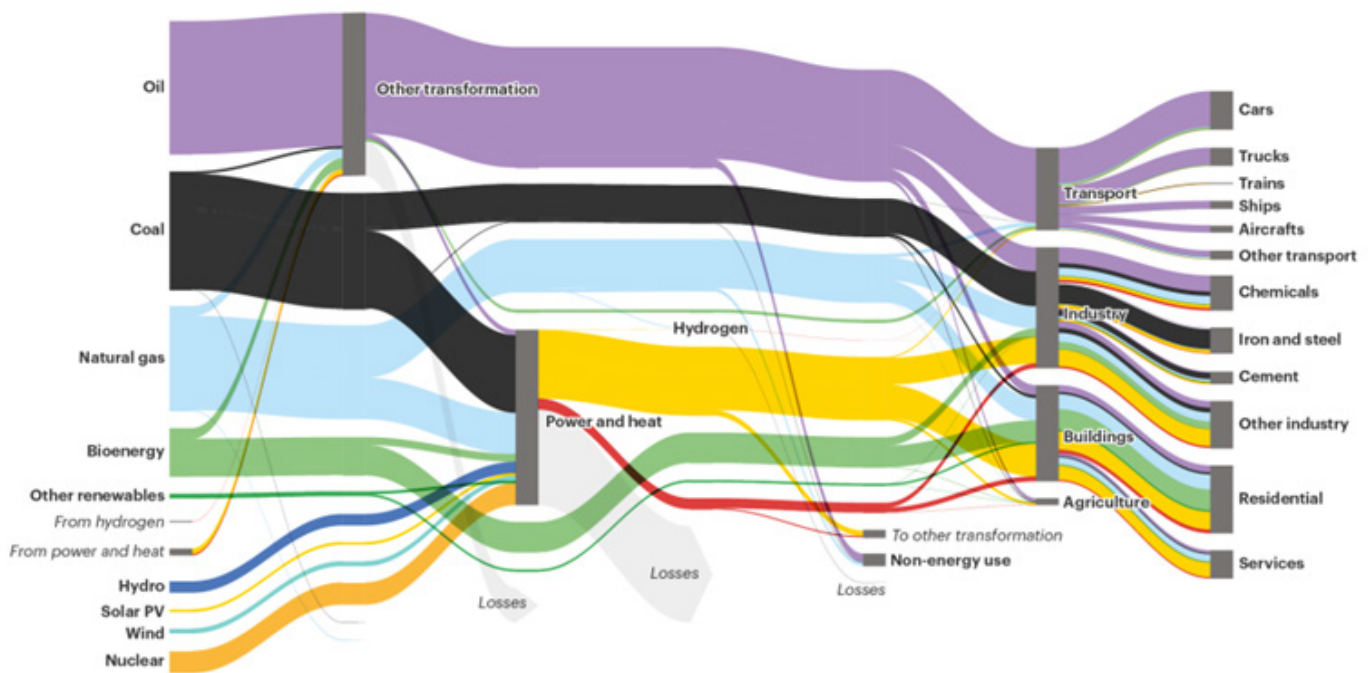 Oil
Coal
Natural gas
Bioenergy
Other renewables
From hydrogen
From power and heat
Hydro
Solar PV
Wind
Nuclear
Other transformation
Power and heat
Losses
Losses
Hydrogen
Losses
To other transformation
Non-energy use
Transport
Industry
Buildings
Agriculture
Cars
Trucks
Trains
Ships
Aircrafts
Other transport
Chemicals
Iron and steel
Cement
Other industry
Residential
Services